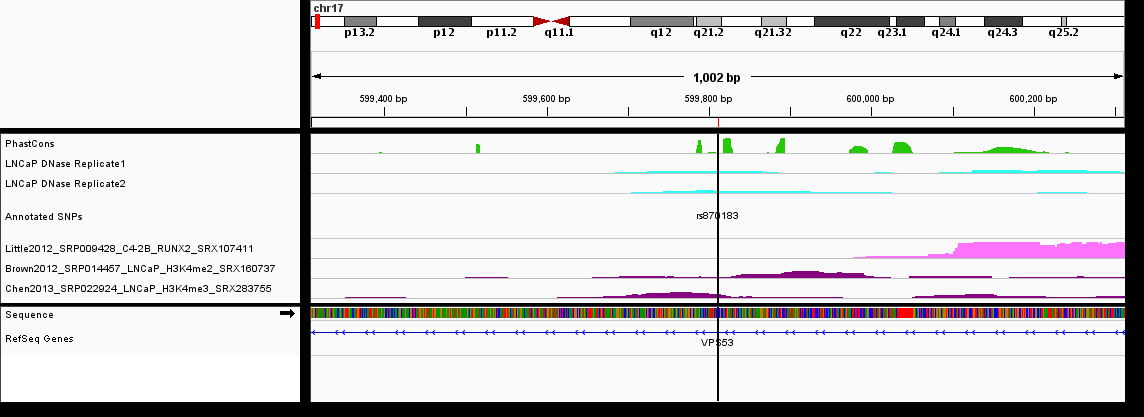 chr17
p13.2 p12 p11.2 q11.1 q12 q21.2 q21.32 q22 q23.1 q24.1 q24.3 q25.2
1,002 bp
599,400 bp 599,600 bp 599,800 bp 600,000 bp 600,200 bp
PhastCons
LNCaP DNase Replicate1
LNCaP DNase Replicate2
Annotated SNPs
rs870183
Little2012_SRP009428_C4-2B_RUNX2_SRX107411
Brown2012_SRP014457_LNCaP_H3K4me2_SRX160737
Chen2013_SRP022924_LNCaP_H3K4me3_SRX283755
Sequence
RefSeq Genes
VPS53